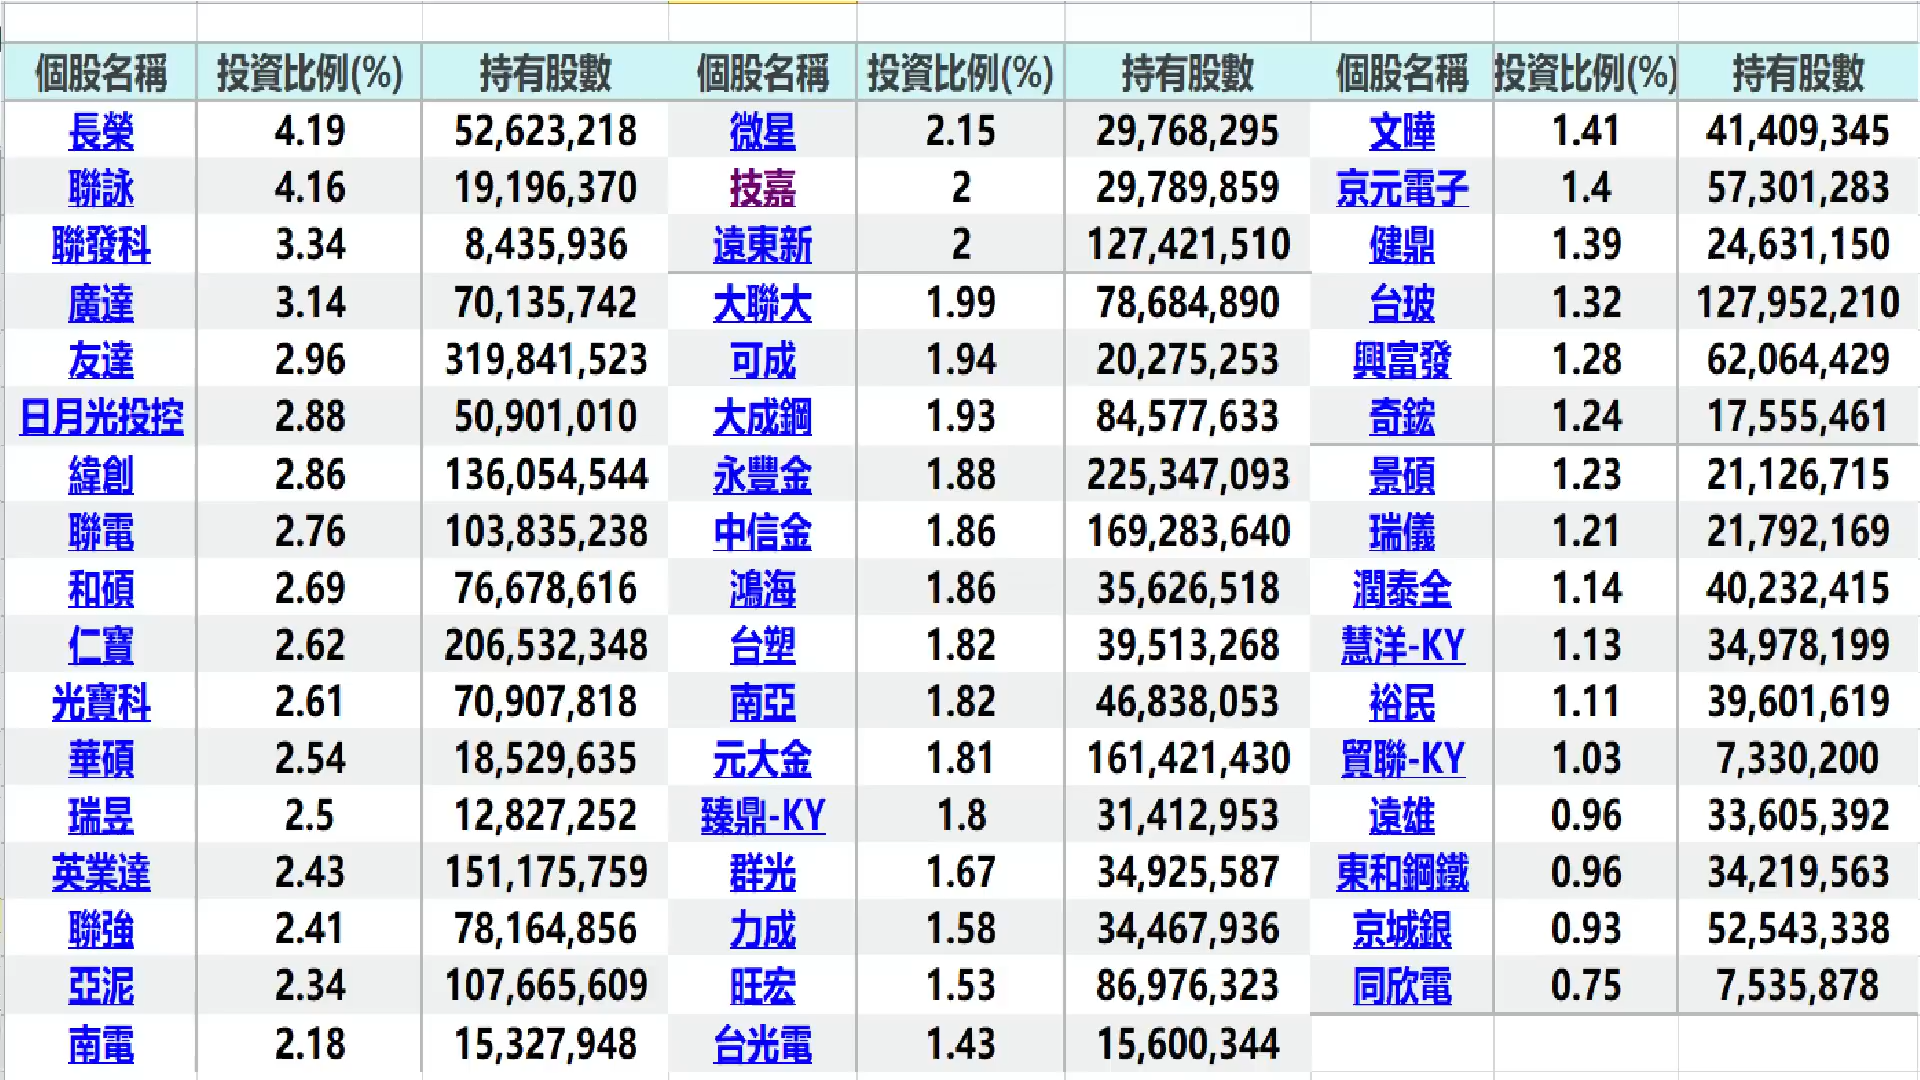 個股名稱 投資比例(%) 持有股數 個股名稱 投資比例(%) 持有股數 個股名稱 投資比例(%) 持有股數
長榮 4.19 52,623,218 微星 2.15 29,768,295 文曄 1.41 41,409,345
聯詠 4.16 19,196,370 技嘉 2 29,789,859 京元電子 1.4 57,301,283
聯發科 3.34 8,435,936 遠東新 2 127,421,510 健鼎 1.39 24,631,150
廣達 3.14 70,135,742 大聯大 1.99 78,684,890 台玻 1.32 127,952,210
友達 2.96 319,841,523 可成 1.94 20,275,253 興富發 1.28 62,064,429
日月光投控 2.88 50,901,010 大成鋼 1.93 84,577,633 奇鋐 1.24 17,555,461
緯創 2.86 136,054,544 永豐金 1.88 225,347,093 景碩 1.23 21,126,715
聯電 2.76 103,835,238 中信金 1.86 169,283,640 瑞儀 1.21 21,792,169
和碩 2.69 76,678,616 鴻海 1.86 35,626,518 潤泰全 1.14 40,232,415
仁寶 2.62 206,532,348 台塑 1.82 39,513,268 慧洋-KY 1.13 34,978,199
光寶科 2.61 70,907,818 南亞 1.82 46,838,053 裕民 1.11 39,601,619
華碩 2.54 18,529,635 元大金 1.81 161,421,430 貿聯-KY 1.03 7,330,200
瑞昱 2.5 12,827,252 臻鼎-KY 1.8 31,412,953 遠雄 0.96 33,605,392
英業達 2.43 151,175,759 群光 1.67 34,925,587 東和鋼鐵 0.96 34,219,563
聯強 2.41 78,164,856 力成 1.58 34,467,936 京城銀 0.93 52,543,338
亞泥 2.34 107,665,609 旺宏 1.53 86,976,323 同欣電 0.75 7,535,878
南電 2.18 15,327,948 台光電 1.43 15,600,344